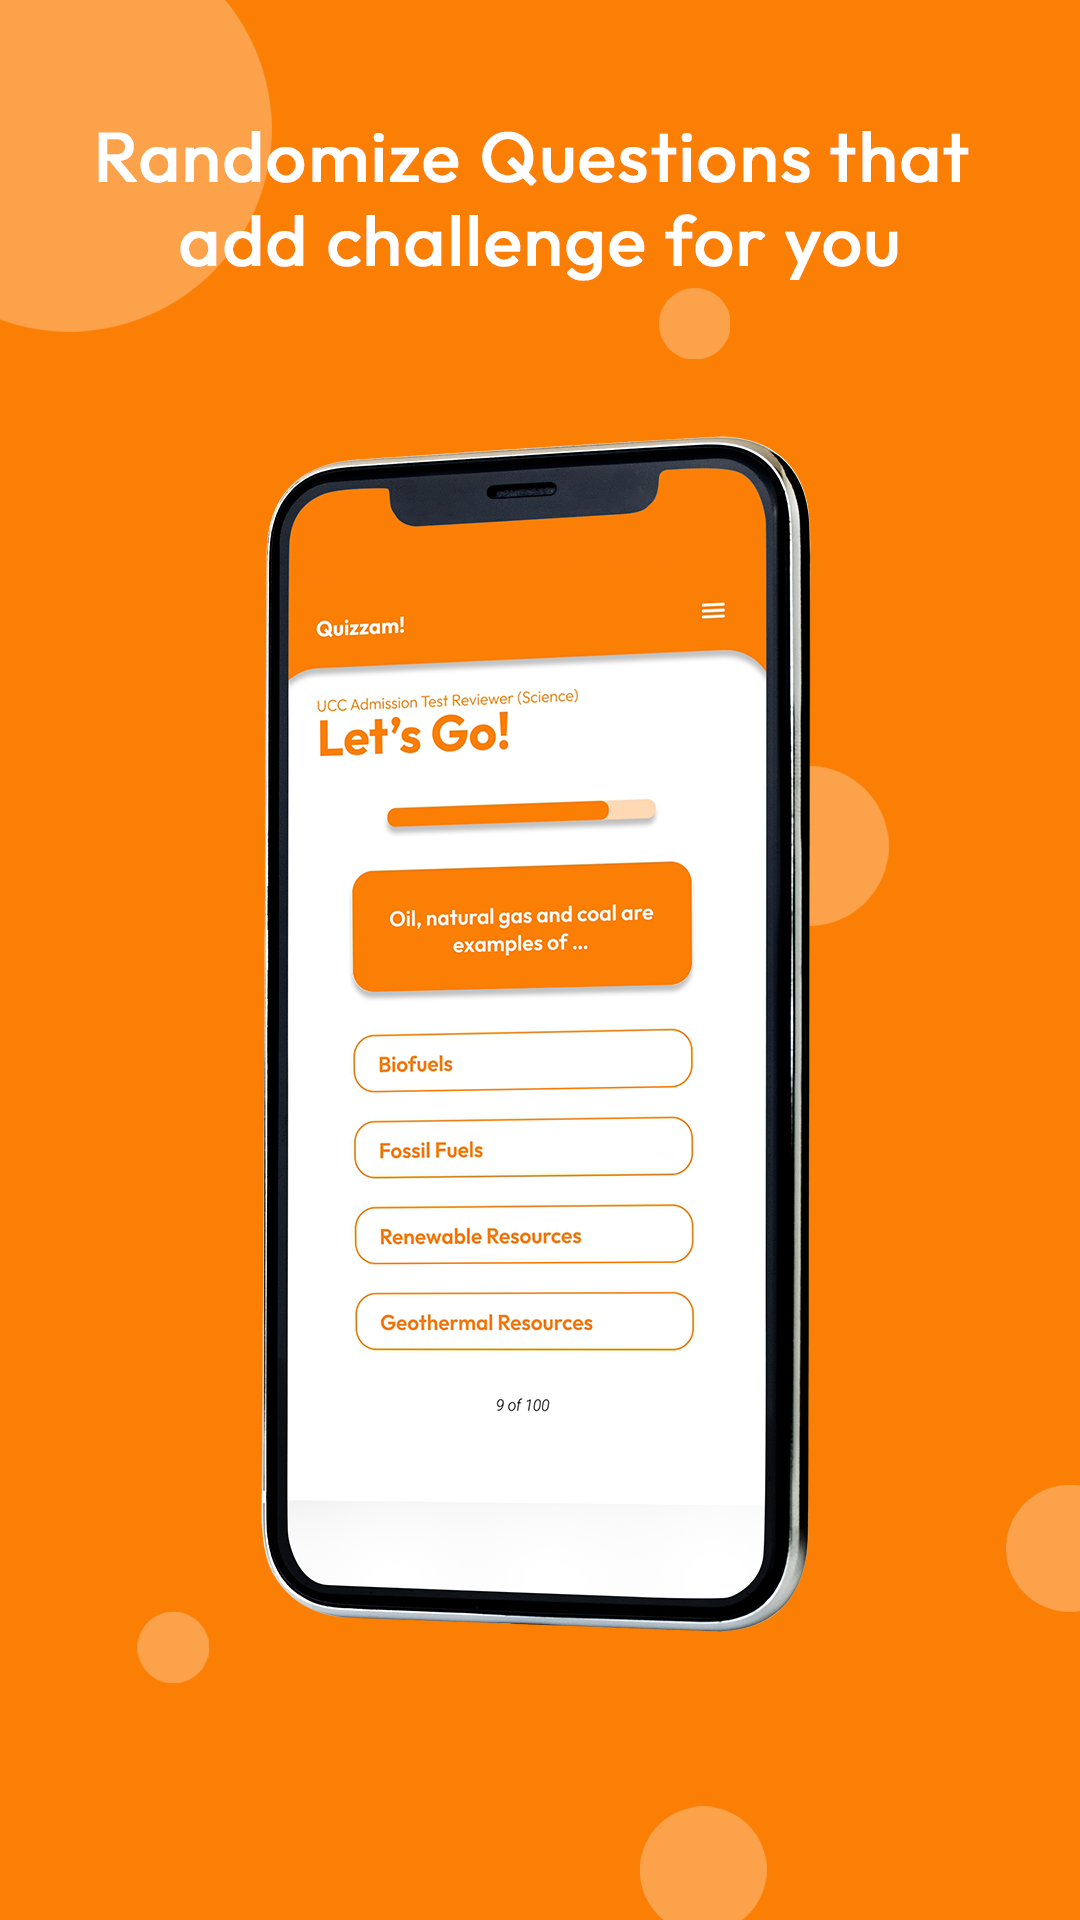 Randomize Questions that
add challenge for you
Quizzam!
UCC Admission Test Reviewer (Science)
Let's Go!
Oil, natural gas and coal are
examples of ...
Biofuels
Fossil Fuels
Renewable Resources
Geothermal Resources
9 of 100